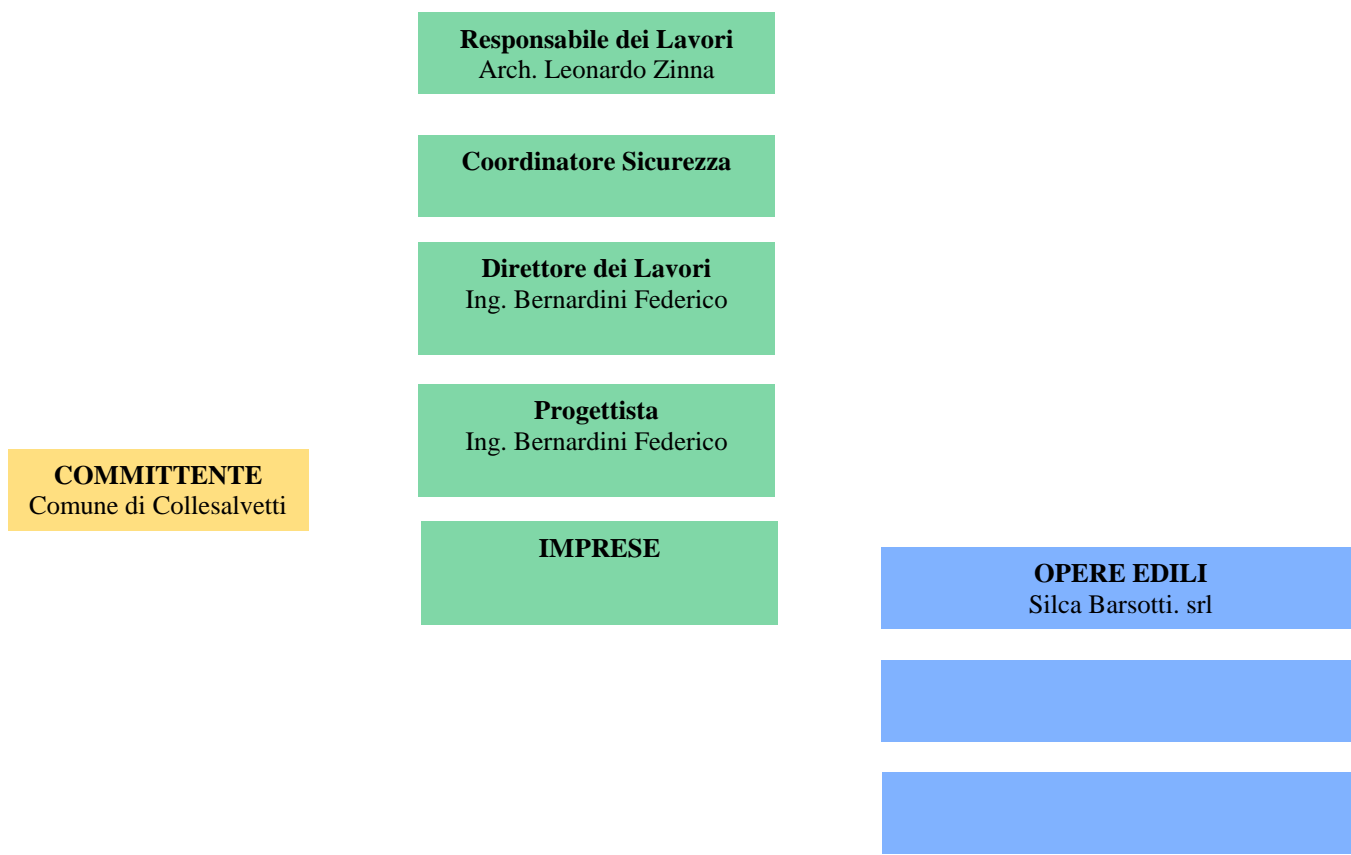 Responsabile dei Lavori
Arch. Leonardo Zinna
Coordinatore Sicurezza
Direttore dei Lavori
Ing. Bernardini Federico
Progettista
Ing. Bernardini Federico
COMMITTENTE
Comune di Collesalvetti
IMPRESE
OPERE EDILI
Silca Barsotti. srl